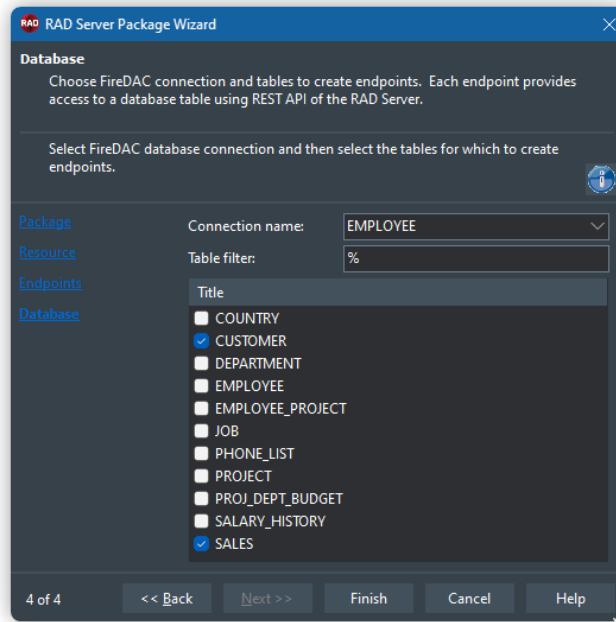 RAD RAD Server Package Wizard
Database
Choose FireDAC connection and tables to create endpoints. Each endpoint provides
access to a database table using REST API of the RAD Server.
Select FireDAC database connection and then select the tables for which to create
endpoints.
Package
Resource
Endpoints
Database
Connection name: EMPLOYEE
Table filter: %
Title
COUNTRY
CUSTOMER
DEPARTMENT
EMPLOYEE
EMPLOYEE_PROJECT
JOB
PHONE_LIST
PROJECT
PROJ_DEPT_BUDGET
SALARY_HISTORY
SALES
4 of 4 << Back Next >> Finish Cancel Help